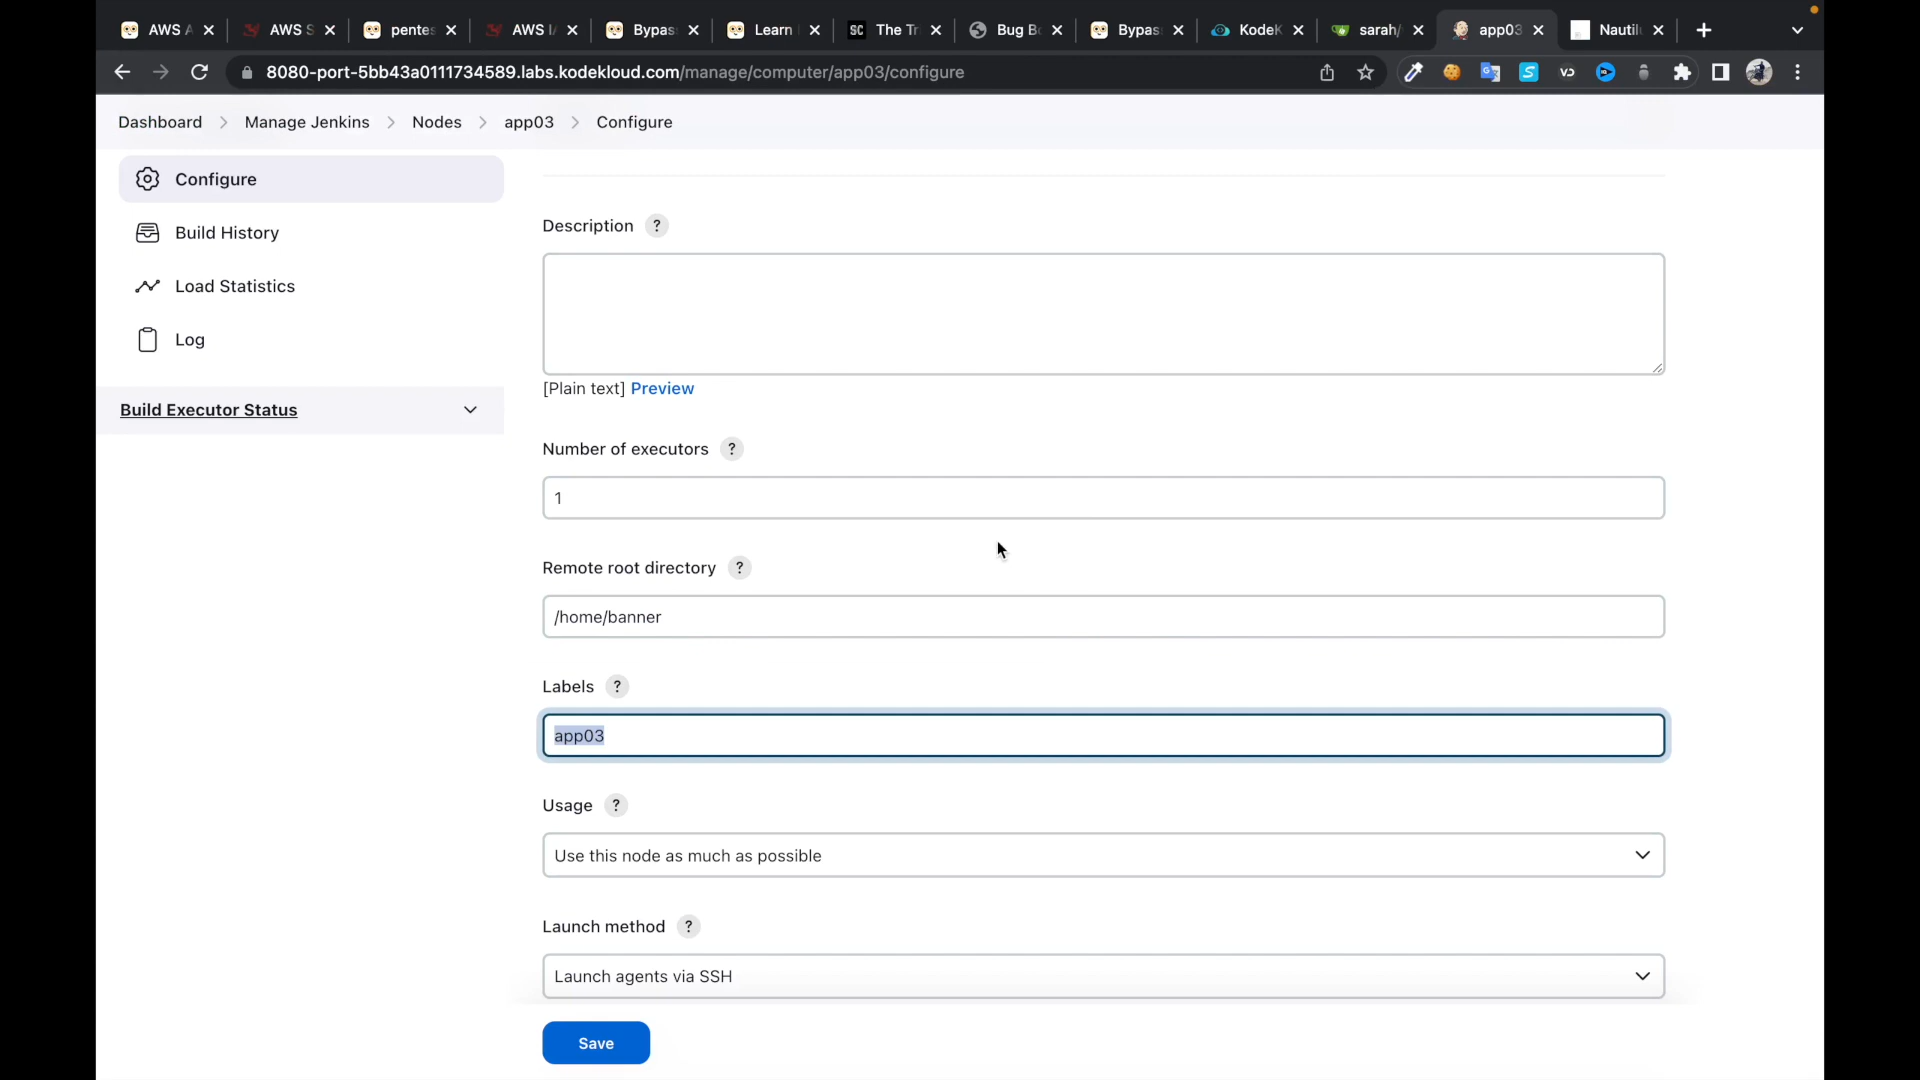 AWS A
AWS S
pentes
AWS I
Bypas
Learn
SC The Tr
Bug B
Bypas
KodeK
sarah/
app03
Nautil
8080-port-5bb43a0111734589.labs.kodekloud.com/manage/computer/app03/configure
Dashboard
Manage Jenkins
Nodes
app03
Configure
Configure
Build History
Load Statistics
Log
Build Executor Status
Description ?
[Plain text] Preview
Number of executors ?
1
Remote root directory ?
/home/banner
Labels ?
app03
Usage ?
Use this node as much as possible
Launch method ?
Launch agents via SSH
Save